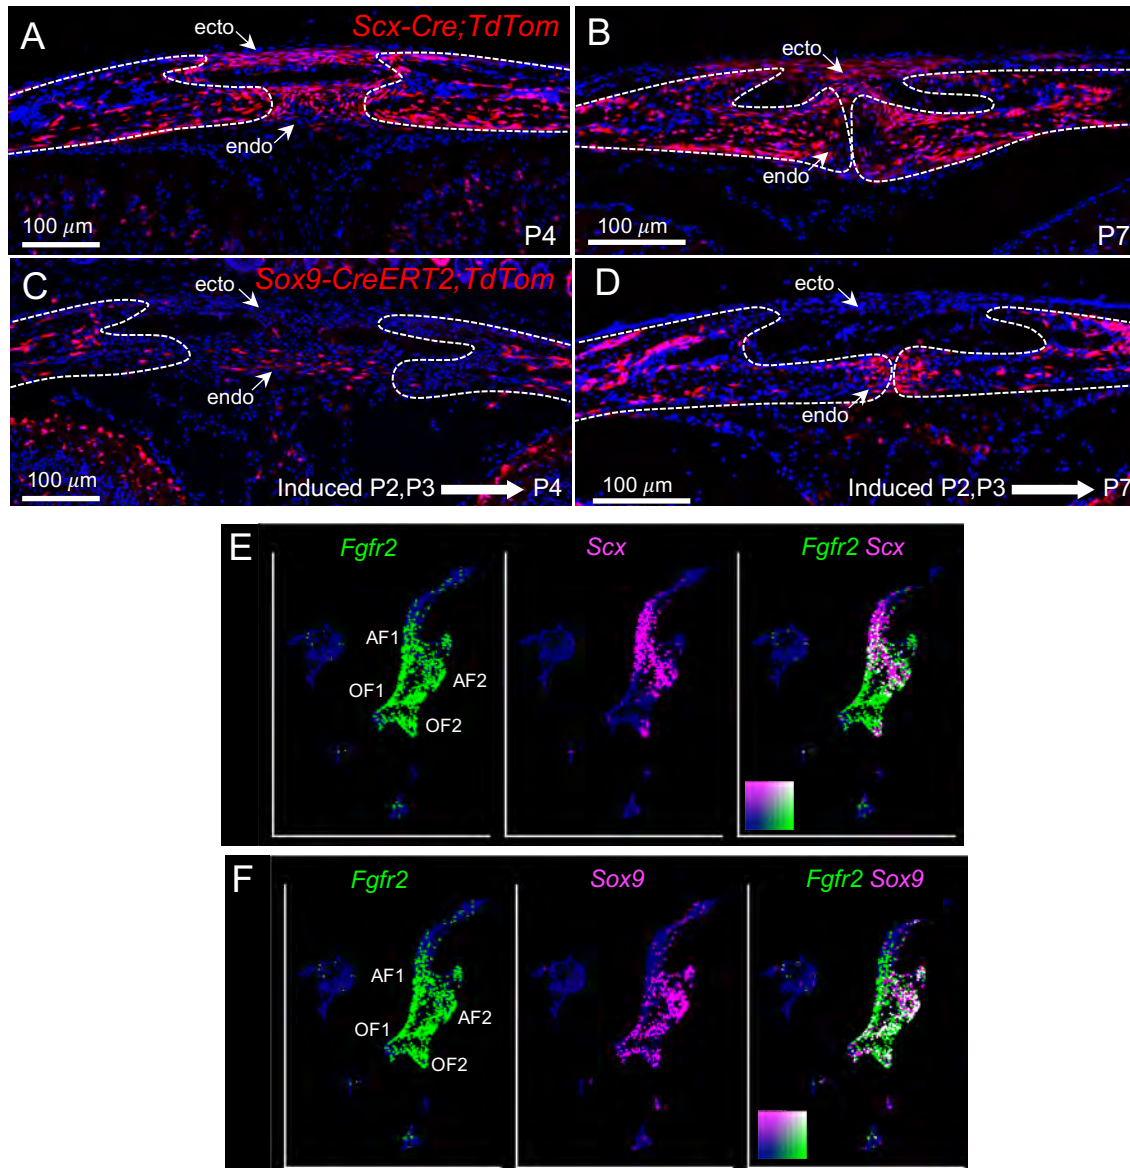 A
Scx-Cre;TdTom
ecto
endo
100 μm
P4
B
ecto
endo
100 μm
P7
C
Sox9-CreERT2;TdTom
ecto
endo
100 μm
Induced P2,P3 P4
D
ecto
endo
100 μm
Induced P2,P3 P7
E
Fgfr2
Scx
Fgfr2 Scx
AF1
AF2
OF1
OF2
F
Fgfr2
Sox9
Fgfr2 Sox9
AF1
AF2
OF1
OF2